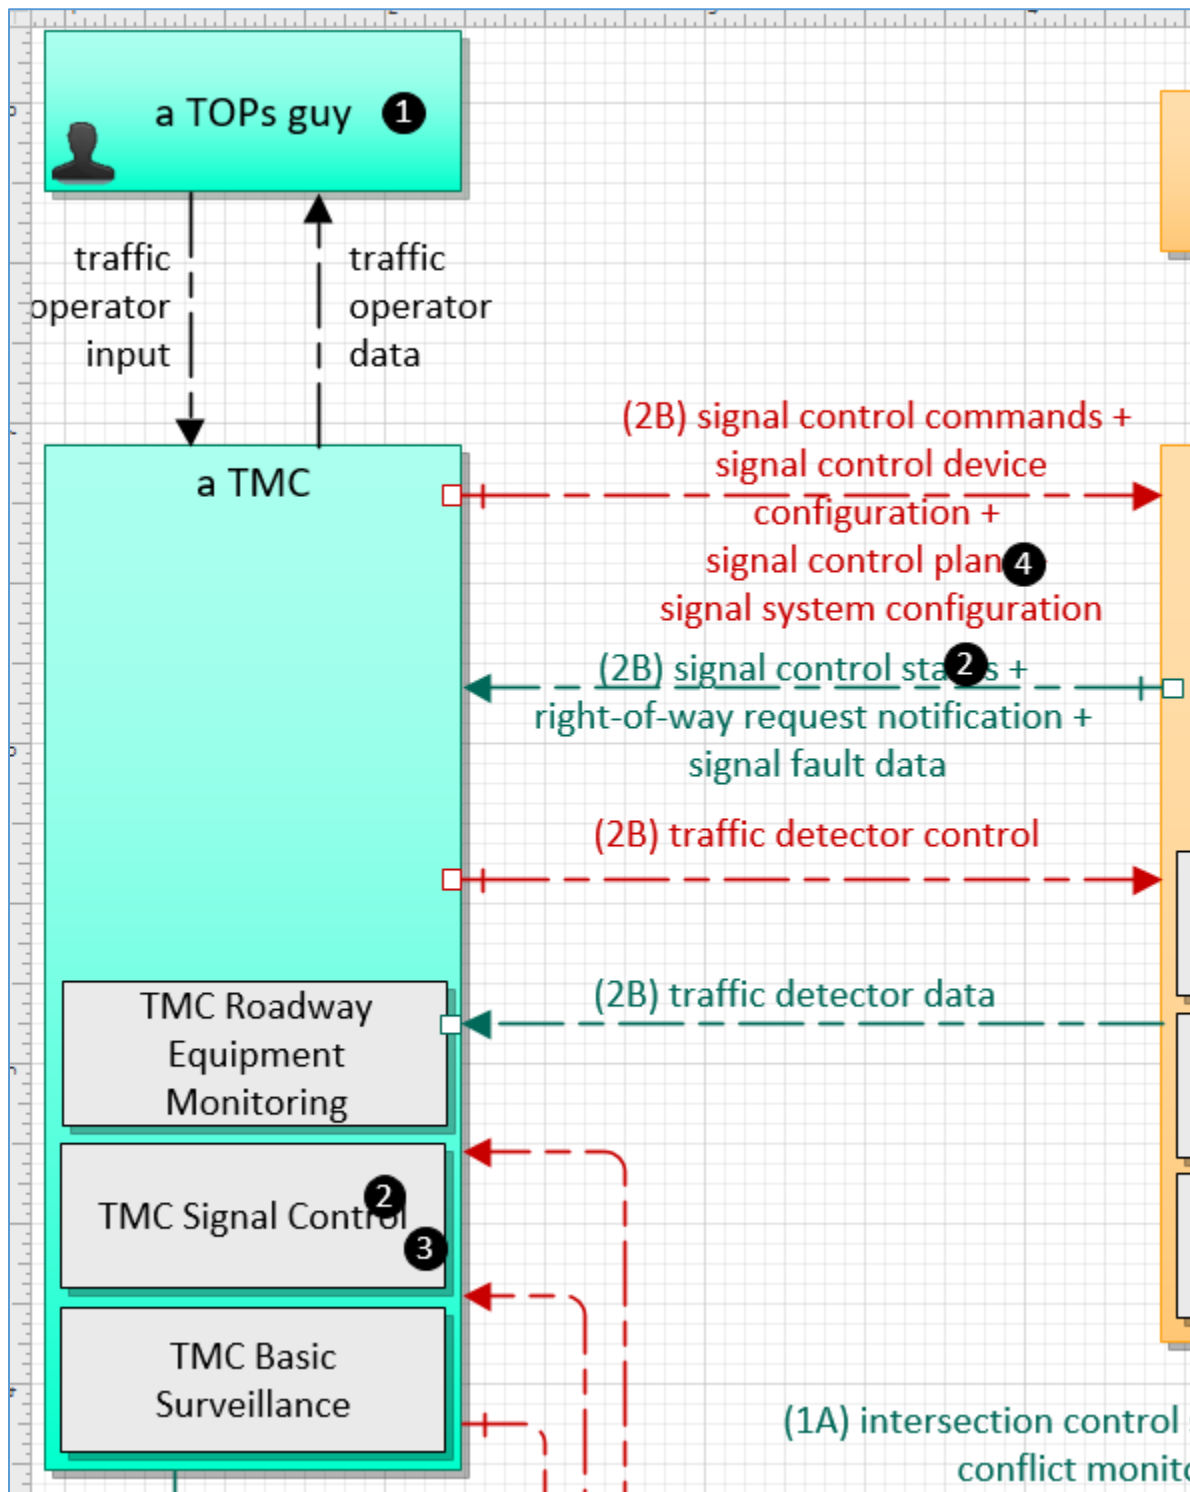 a TOPs guy 1
traffic
operator
input
traffic
operator
data
a TMC
(2B) signal control commands +
signal control device
configuration +
signal control plan 4
signal system configuration
(2B) signal control 2 +
right-of-way request notification +
signal fault data
(2B) traffic detector control
(2B) traffic detector data
TMC Roadway
Equipment
Monitoring
TMC Signal Control 2
3
TMC Basic
Surveillance
(1A) intersection control
conflict